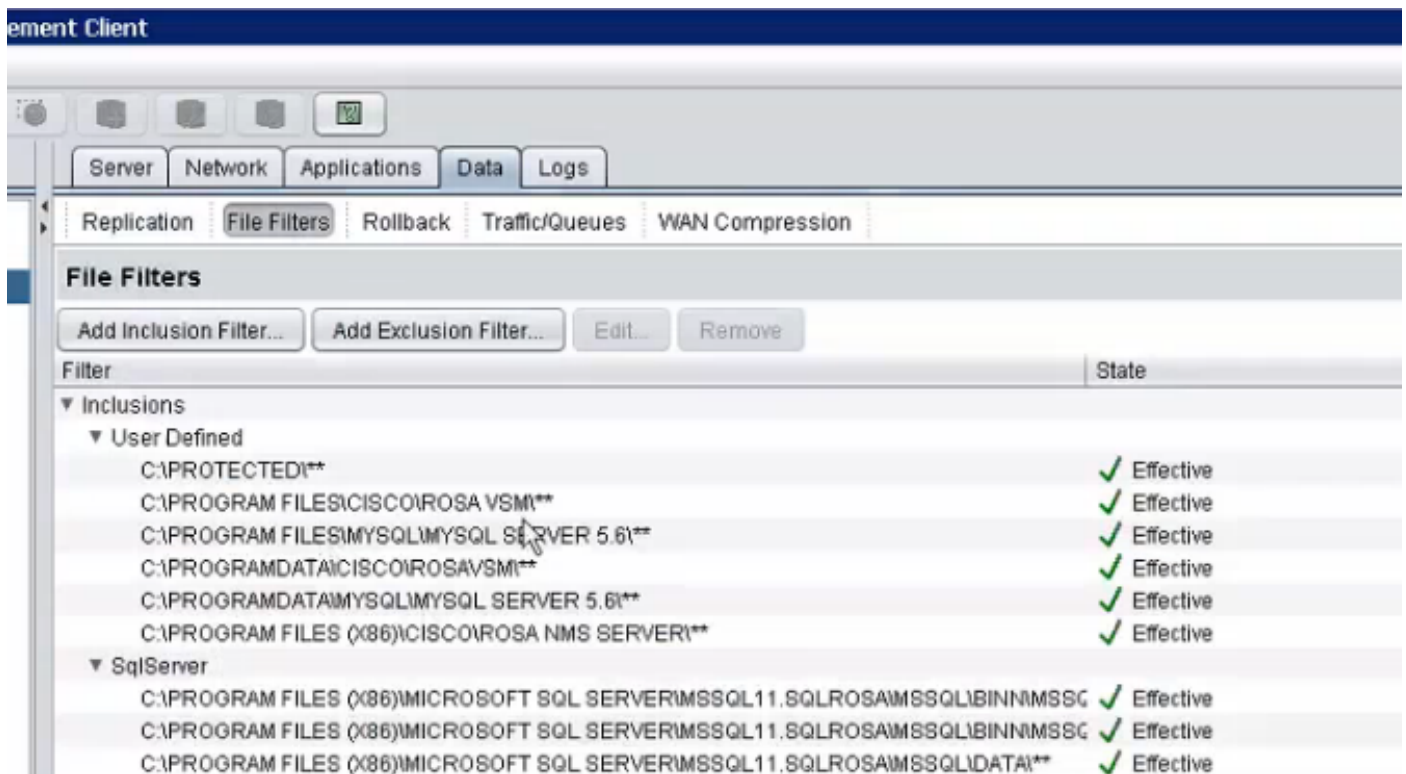 ement Client
Server Network Applications Data Logs
Replication File Filters Rollback Traffic/Queues WAN Compression
File Filters
Add Inclusion Filter... Add Exclusion Filter... Edit... Remove
Filter State
Inclusions
User Defined
C:\PROTECTED\** Effective
C:\PROGRAM FILES\CISCO\ROSA VSM\** Effective
C:\PROGRAM FILES\MYSQL\MYSQL SERVER 5.6\** Effective
C:\PROGRAMDATA\CISCO\ROSAVSM\** Effective
C:\PROGRAMDATA\MYSQL\MYSQL SERVER 5.6\** Effective
C:\PROGRAM FILES (X86)\CISCO\ROSA NMS SERVER\** Effective
SqlServer
C:\PROGRAM FILES (X86)\MICROSOFT SQL SERVER\MSSQL11.SQLROSA\MSSQL\BINN\MSSQ Effective
C:\PROGRAM FILES (X86)\MICROSOFT SQL SERVER\MSSQL11.SQLROSA\MSSQL\BINN\MSSQ Effective
C:\PROGRAM FILES (X86)\MICROSOFT SQL SERVER\MSSQL11.SQLROSA\MSSQL\DATA\** Effective